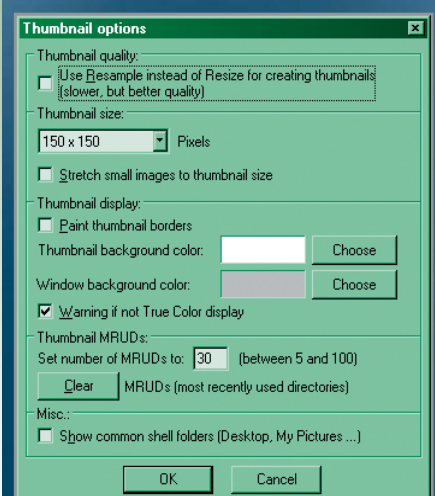 Thumbnail options
Thumbnail quality:
Use Resample instead of Resize for creating thumbnails
(slower, but better quality)
Thumbnail size:
150 x 150 Pixels
Stretch small images to thumbnail size
Thumbnail display:
Paint thumbnail borders
Thumbnail background color: Choose
Window background color: Choose
Warning if not True Color display
Thumbnail MRUDs:
Set number of MRUDs to: 30 (between 5 and 100)
Clear MRUDs (most recently used directories)
Misc.:
Show common shell folders (Desktop, My Pictures ...)
OK Cancel